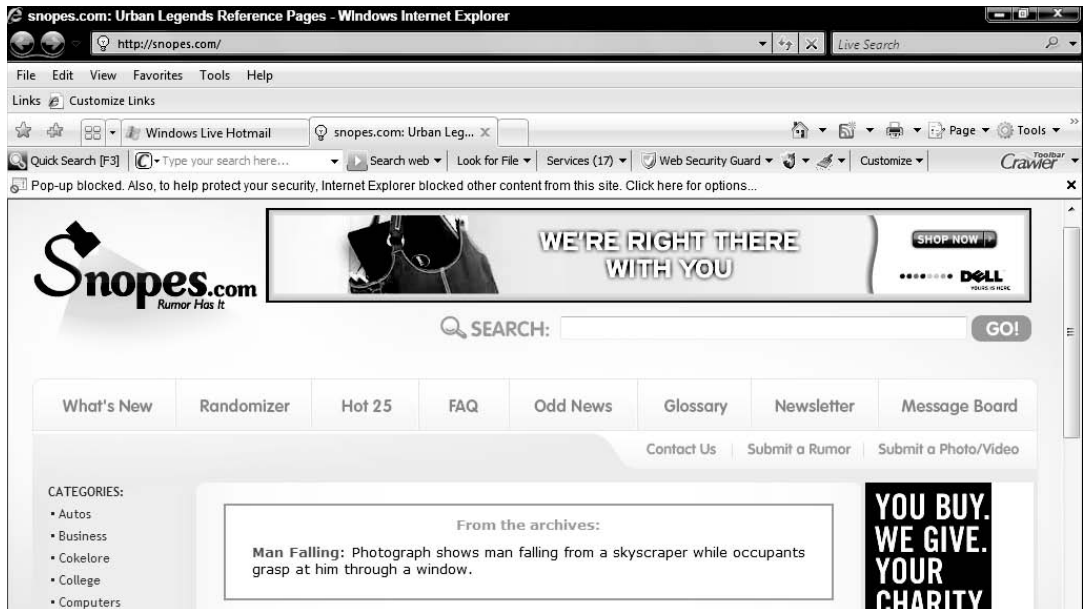 snopes.com: Urban Legends Reference Pages - Windows Internet Explorer
http://snopes.com/
Live Search
File Edit View Favorites Tools Help
Links Customize Links
Windows Live Hotmail
snopes.com: Urban Leg...
Page Tools
Quick Search [F3] Type your search here... Search web Look for File Services (17) Web Security Guard Customize Crawler Toolbar
Pop-up blocked. Also, to help protect your security, Internet Explorer blocked other content from this site. Click here for options...
Snopes.com
Rumor Has It
WE'RE RIGHT THERE
WITH YOU
SHOP NOW
DELL
YOURS IS HERE
SEARCH: GO!
What's New Randomizer Hot 25 FAQ Odd News Glossary Newsletter Message Board
Contact Us Submit a Rumor Submit a Photo/Video
CATEGORIES:
• Autos
• Business
• Cokelore
• College
• Computers
From the archives:
Man Falling: Photograph shows man falling from a skyscraper while occupants
grasp at him through a window.
YOU BUY.
WE GIVE.
YOUR
CHARITY